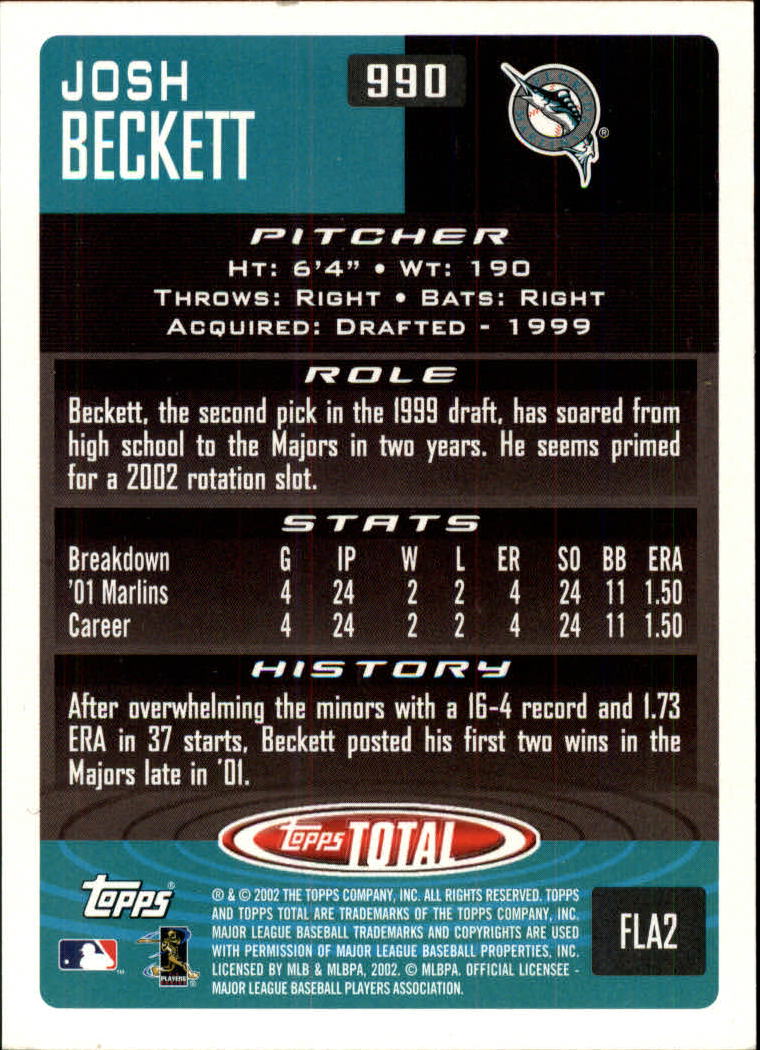 JOSH
BECKETT
990
®
PITCHER
HT: 6'4" • WT: 190
THROWS: RIGHT • BATS: RIGHT
ACQUIRED: DRAFTED - 1999
ROLE
Beckett, the second pick in the 1999 draft, has soared from
high school to the Majors in two years. He seems primed
for a 2002 rotation slot.
STATS
Breakdown G IP W L ER SO BB ERA
'01 Marlins 4 24 2 2 4 24 11 1.50
Career 4 24 2 2 4 24 11 1.50
HISTORY
After overwhelming the minors with a 16-4 record and 1.73
ERA in 37 starts, Beckett posted his first two wins in the
Majors late in '01.
topps TOTAL
topps®
® & © 2002 THE TOPPS COMPANY, INC. ALL RIGHTS RESERVED. TOPPS
AND TOPPS TOTAL ARE TRADEMARKS OF THE TOPPS COMPANY, INC.
MAJOR LEAGUE BASEBALL TRADEMARKS AND COPYRIGHTS ARE USED
WITH PERMISSION OF MAJOR LEAGUE BASEBALL PROPERTIES, INC.
LICENSED BY MLB & MLBPA, 2002. © MLBPA. OFFICIAL LICENSEE -
MAJOR LEAGUE BASEBALL PLAYERS ASSOCIATION.
PLAYERS
FLA2